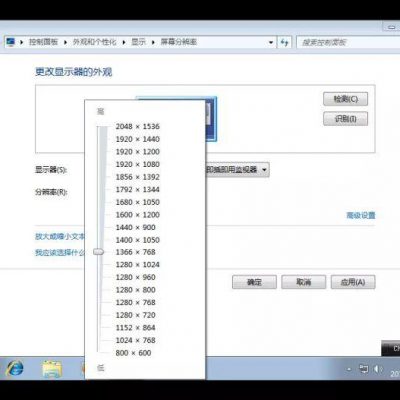 控制面板 ▸ 外观和个性化 ▸ 显示 ▸ 屏幕分辨率
搜索控制面板
更改显示器的外观
检测(C)
识别(I)
高
2048 × 1536
1920 × 1440
1920 × 1200
1920 × 1080
1856 × 1392
1792 × 1344
1680 × 1050
1600 × 1200
1440 × 900
1400 × 1050
1366 × 768
1280 × 1024
1280 × 960
1280 × 800
1280 × 768
1280 × 720
1152 × 864
1024 × 768
800 × 600
低
显示器(S):
即插即用监视器
分辨率(R):
高级设置
放大或缩小文本
我应该选择什么
确定
取消
应用(A)
CH
20